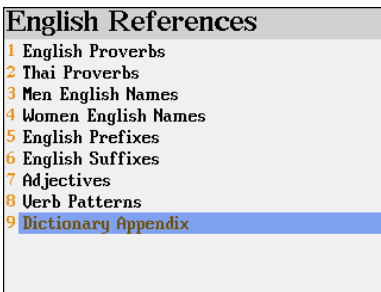 English References
1 English Proverbs
2 Thai Proverbs
3 Men English Names
4 Women English Names
5 English Prefixes
6 English Suffixes
7 Adjectives
8 Verb Patterns
9 Dictionary Appendix